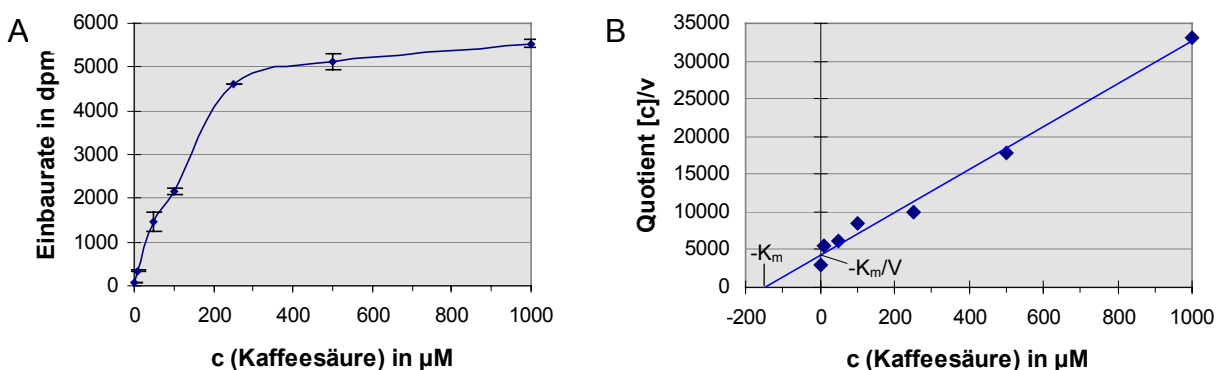 A
Einbaurate in dpm
6000
5000
4000
3000
2000
1000
0
0 200 400 600 800 1000
c (Kaffeesäure) in µM
B
Quotient [c]/v
35000
30000
25000
20000
15000
10000
5000
0
-Km
-Km/V
-200 0 200 400 600 800 1000
c (Kaffeesäure) in µM